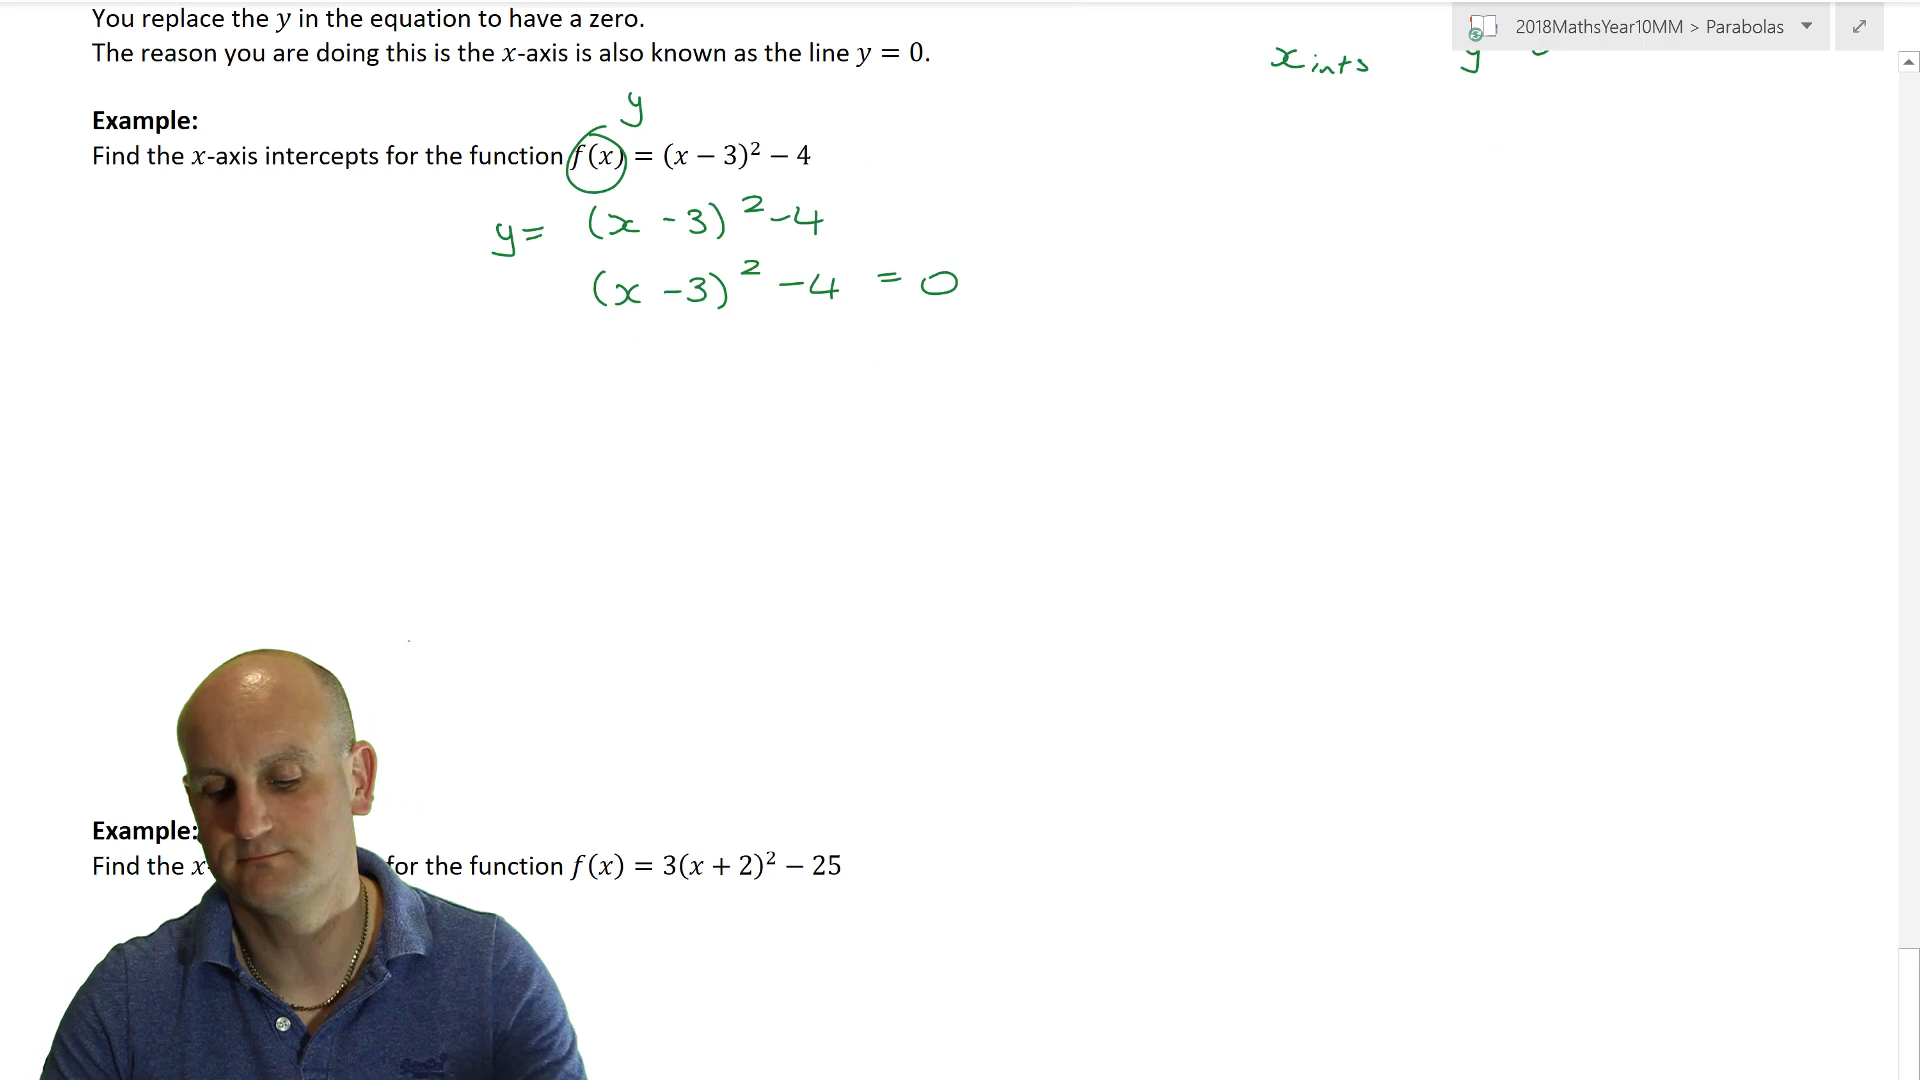 You replace the y in the equation to have a zero.
2018MathsYear10MM > Parabolas
The reason you are doing this is the x-axis is also known as the line y = 0.
x ints y
Example:
y
Find the x-axis intercepts for the function f(x) = (x − 3)² − 4
y = (x - 3)² - 4
(x - 3)² - 4 = 0
Example:
Find the x for the function f(x) = 3(x + 2)² − 25